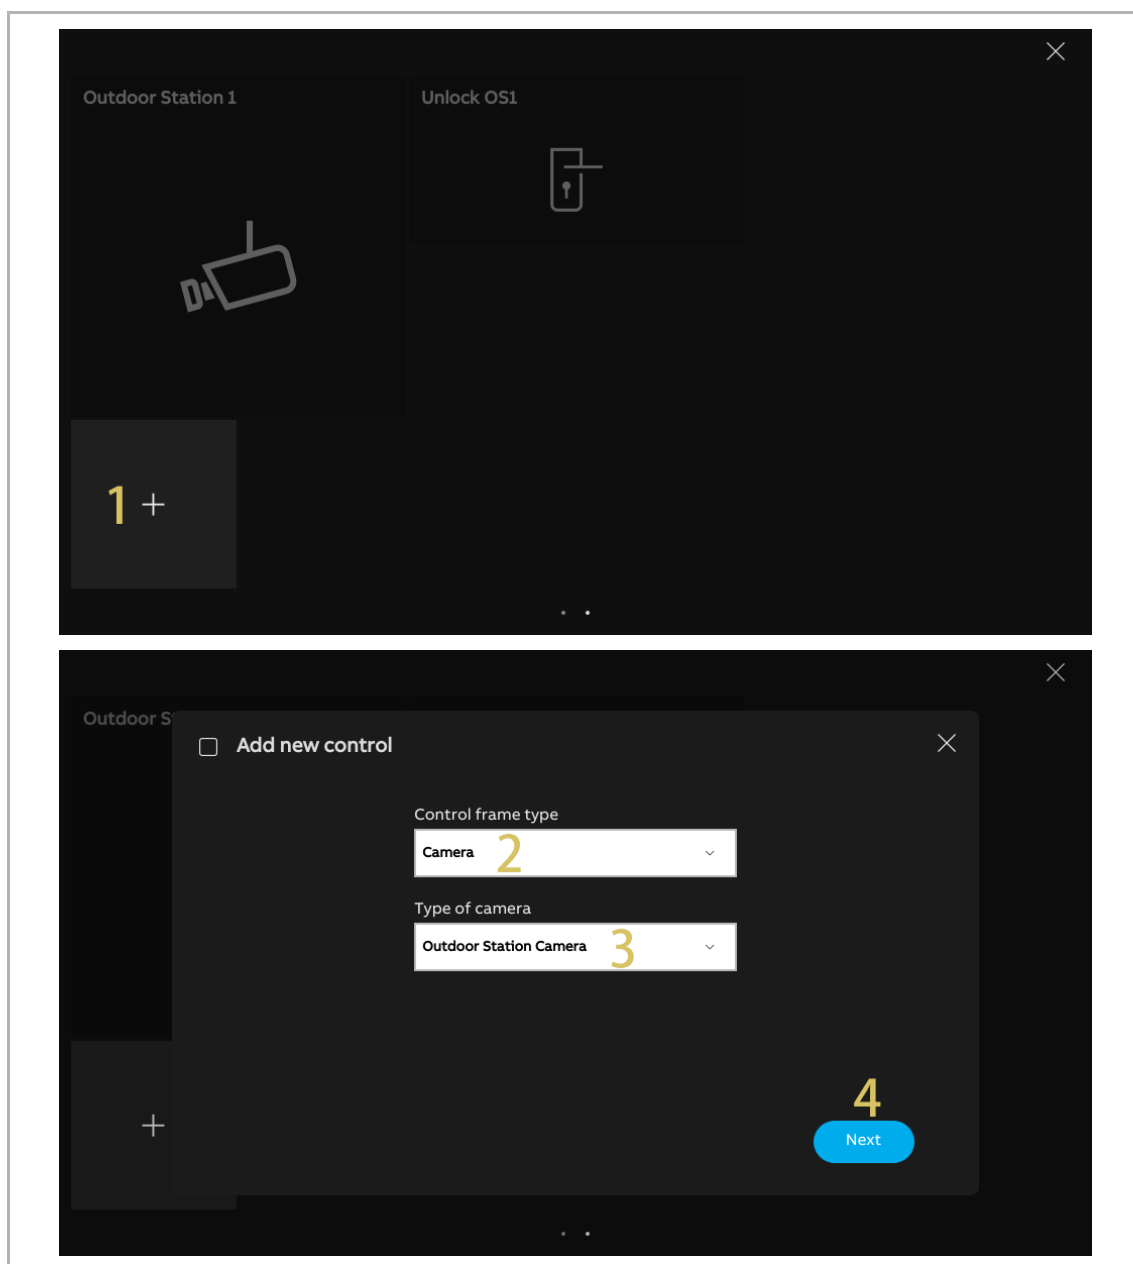 Outdoor Station 1
Unlock OS1
1 +
Outdoor S
Add new control
Control frame type
Camera 2
Type of camera
Outdoor Station Camera 3
4
+
Next